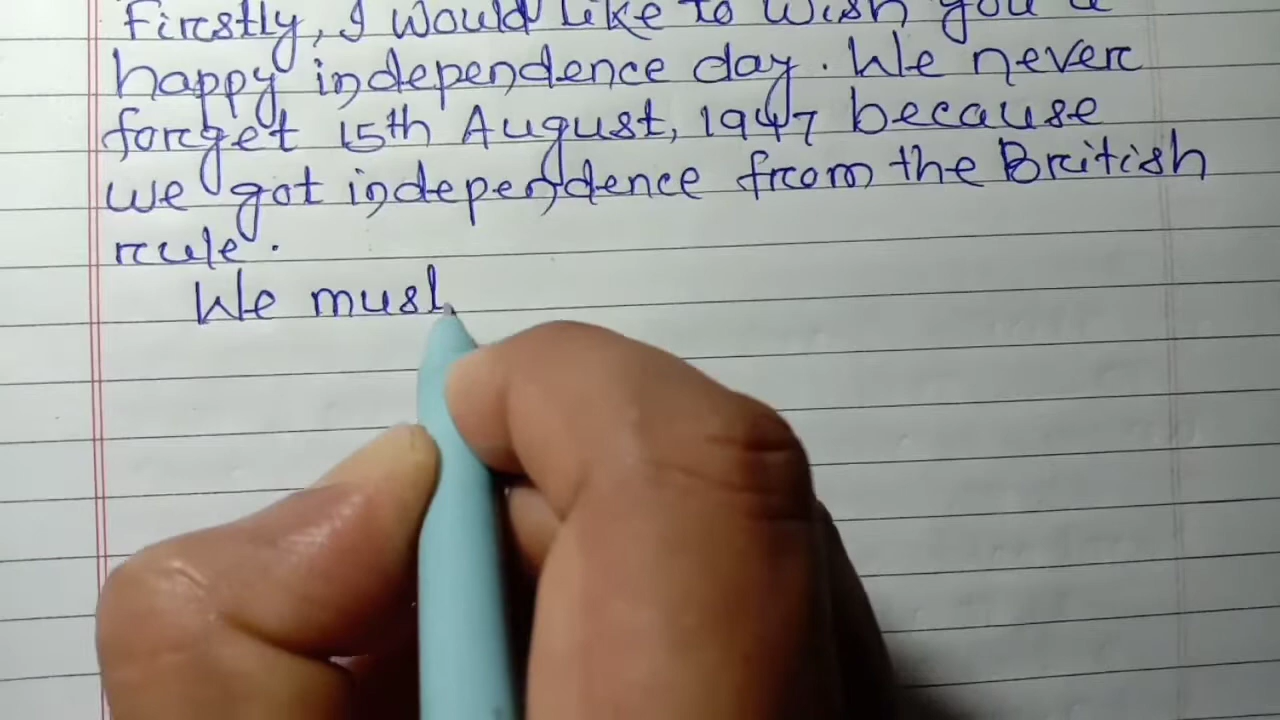 Firstly, I would like to wish you a
happy independence day. We never
forget 15th August, 1947 because
we got independence from the British
rule.
We must